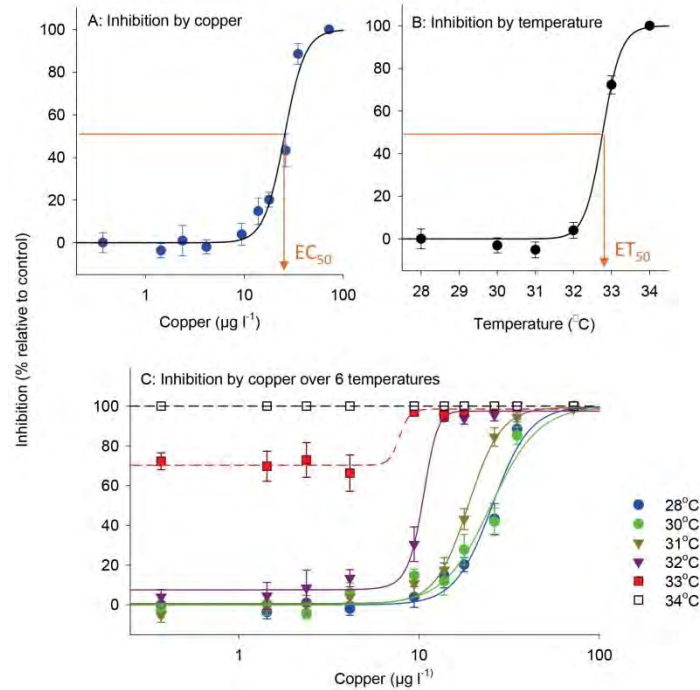 A: Inhibition by copper
100
80
60
40
20
0
EC50
1
10
100
Copper (µg l-1)
B: Inhibition by temperature
100
80
60
40
20
0
ET50
28
29
30
31
32
33
34
Temperature (□C)
Inhibition (% relative to control)
C: Inhibition by copper over 6 temperatures
100
80
60
40
20
0
1
10
100
Copper (µg l-1)
28°C
30°C
31°C
32°C
33°C
34°C